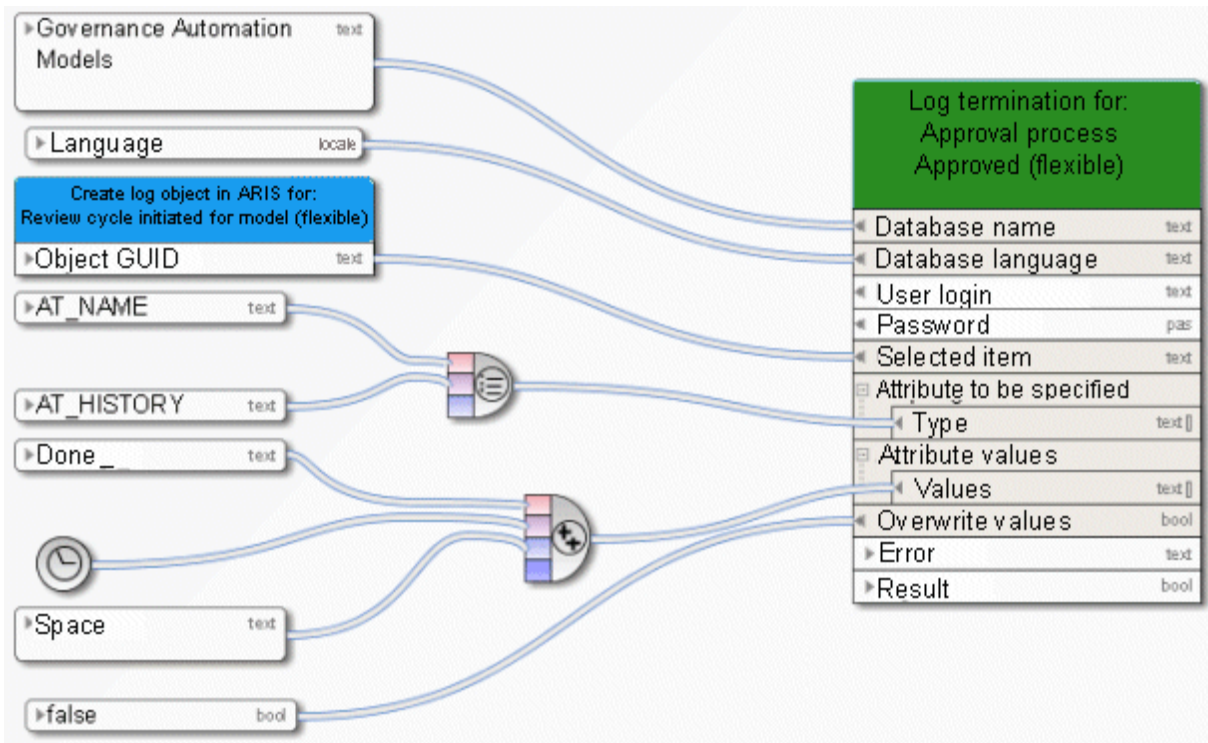 Governance Automation text
Models
Language locale
Create log object in ARIS for:
Review cycle initiated for model (flexible)
Object GUID text
AT_NAME text
AT_HISTORY text
Done_ _ text
Space text
false bool
Log termination for:
Approval process
Approved (flexible)
Database name text
Database language text
User login text
Password pas
Selected item text
Attribute to be specified
Type text []
Attribute values
Values text []
Overwrite values bool
Error text
Result bool